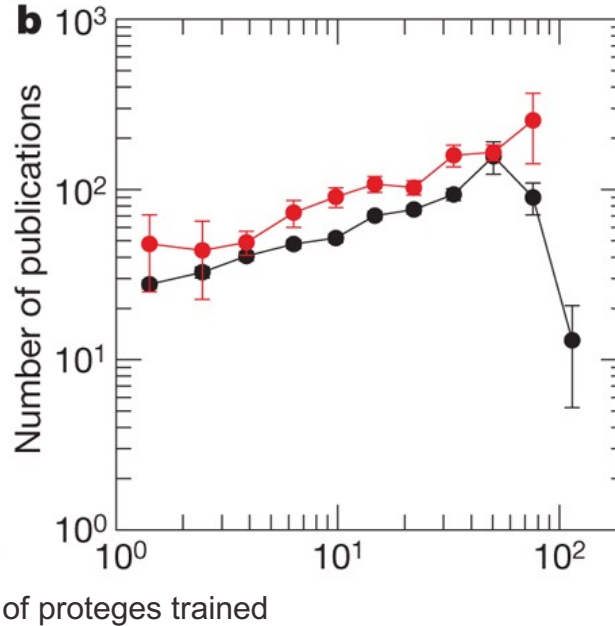 b
Number of publications
10³
10²
10¹
10⁰
10⁰ 10¹ 10²
of proteges trained